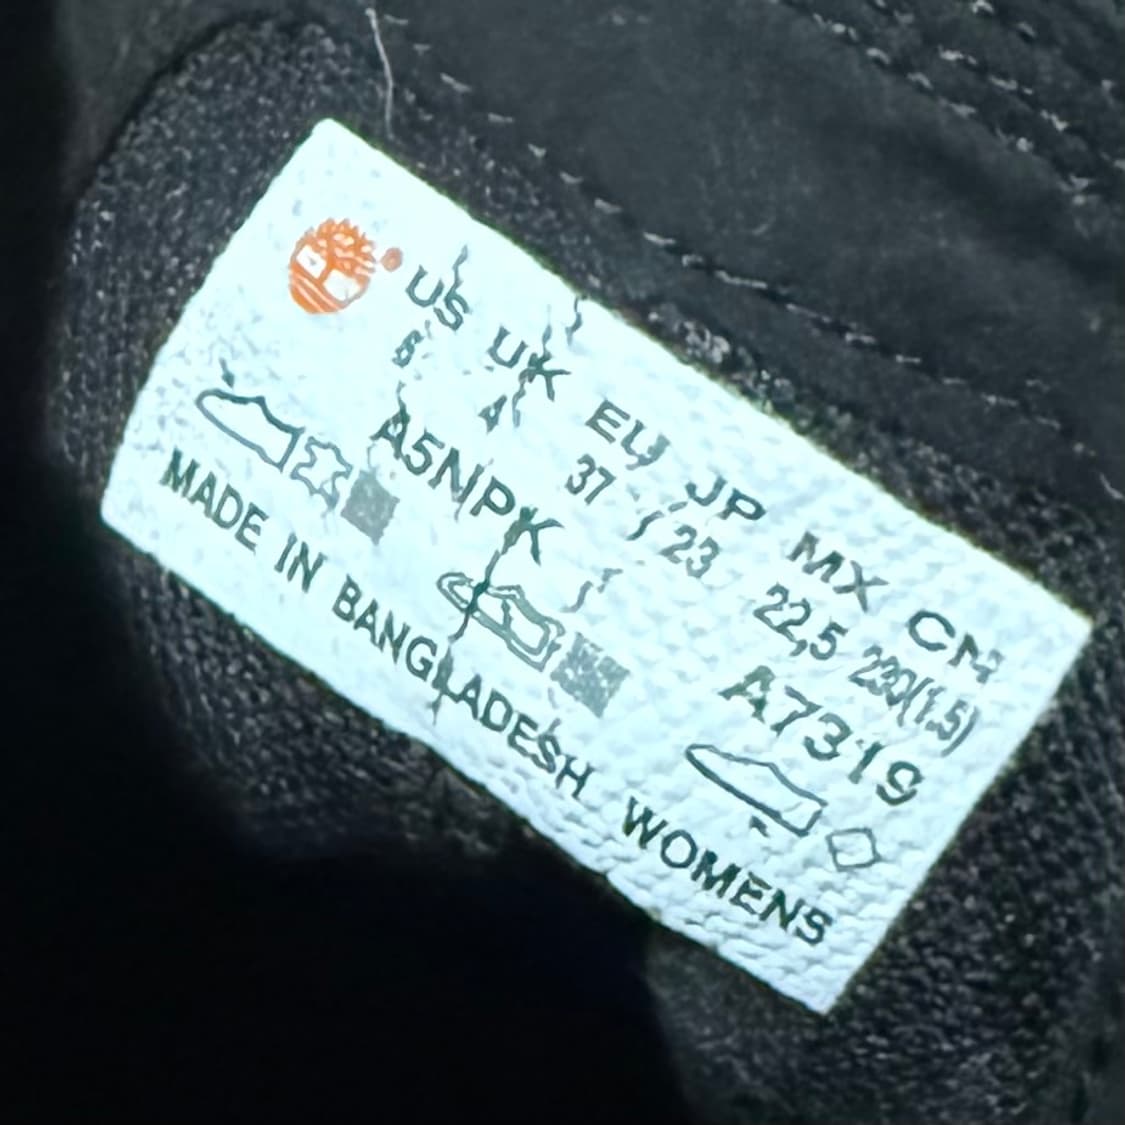 US UK EU JP MX CN
6 4 37 23 22,5 230(1.5)
A5NPK A7319
MADE IN BANGLADESH WOMENS